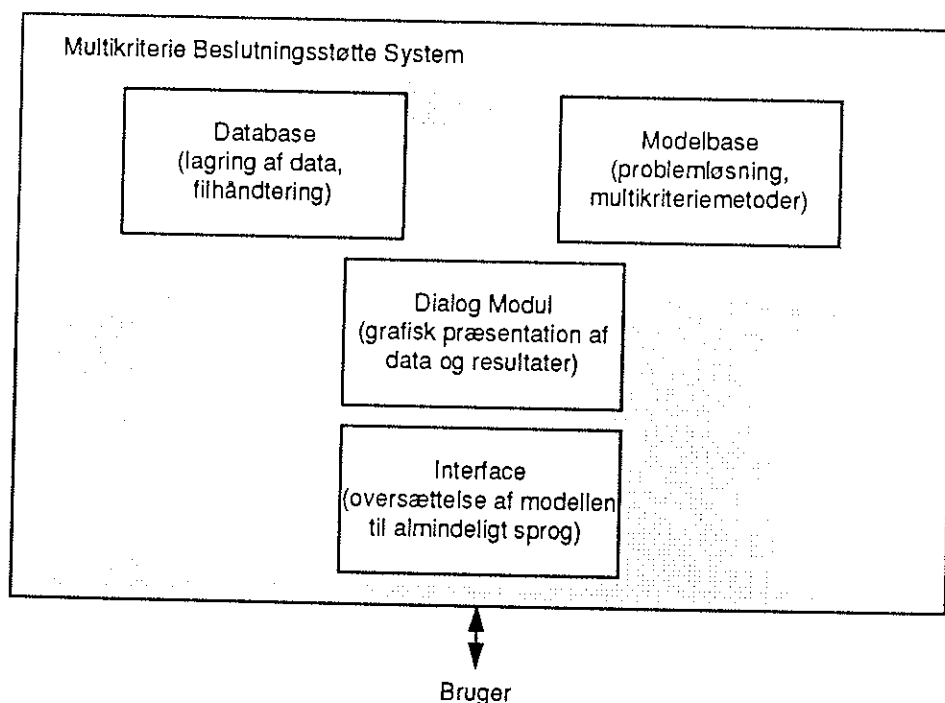 Multikriterie Beslutningsstøtte System
Database
(lagring af data,
filhåndtering)
Modelbase
(problemløsning,
multikriteriemetoder)
Dialog Modul
(grafisk præsentation af
data og resultater)
Interface
(oversættelse af modellen
til almindeligt sprog)
Bruger